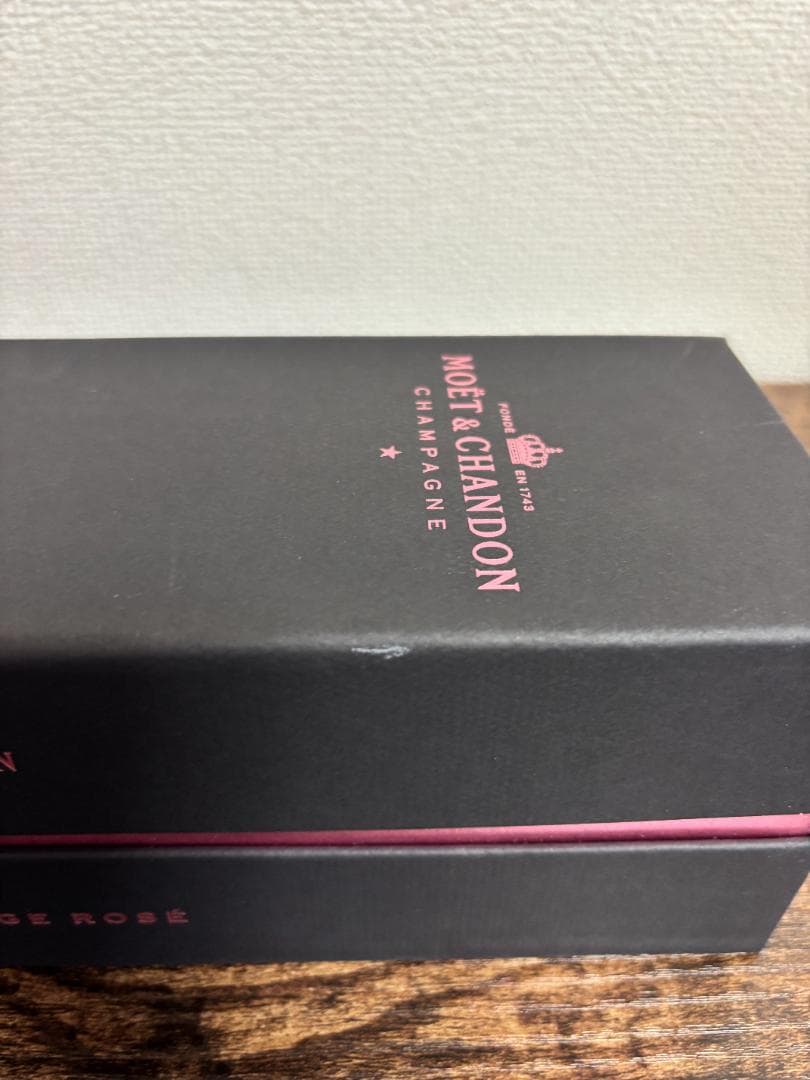 FONDÉ EN 1743
MOËT & CHANDON
CHAMPAGNE
N
GE ROSÉ